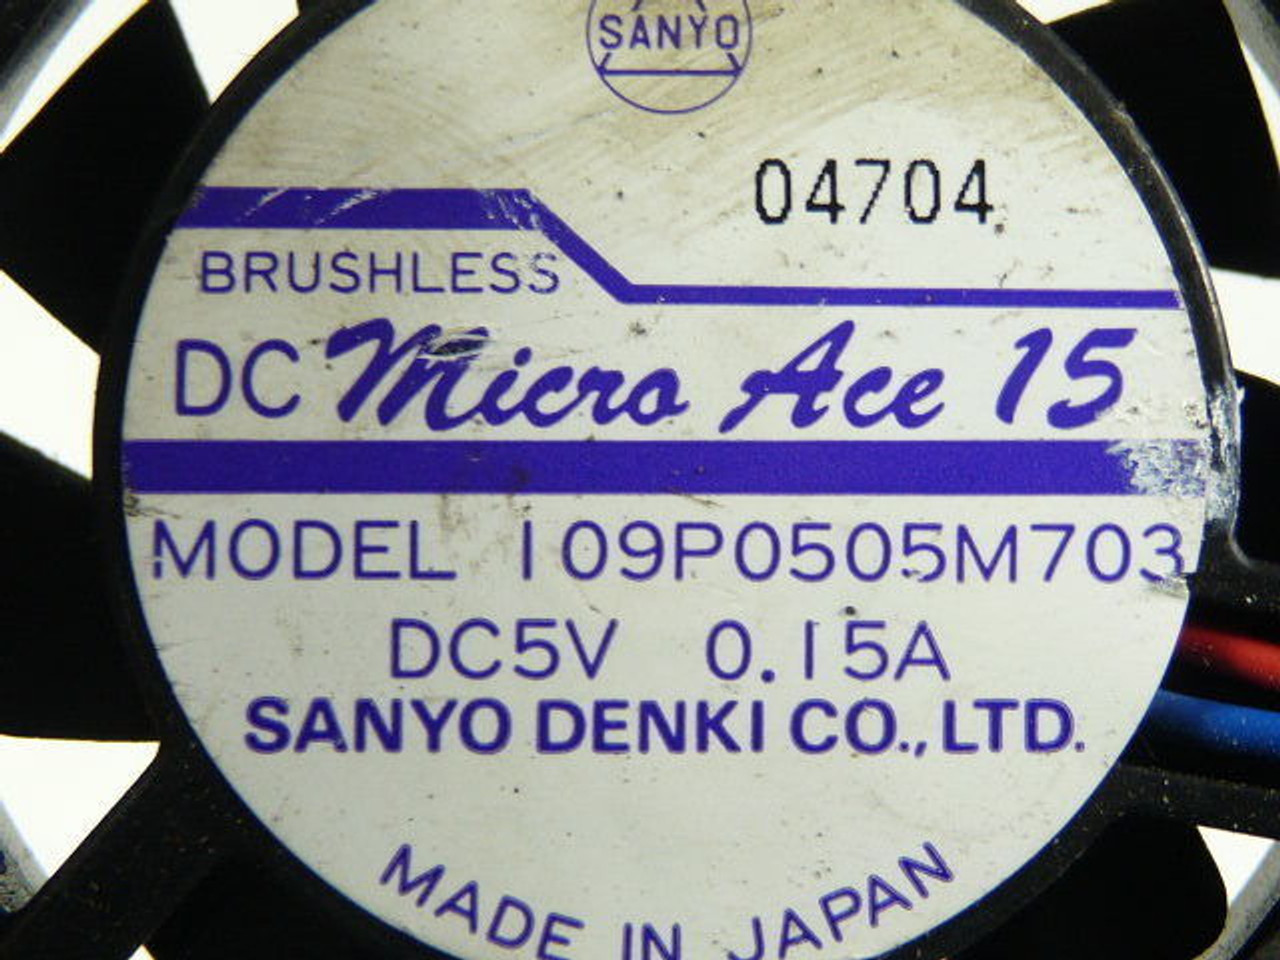 SANYO
04704
BRUSHLESS
DC Micro Ace 15
MODEL 109P0505M703
DC5V 0.15A
SANYO DENKI CO., LTD.
MADE IN JAPAN